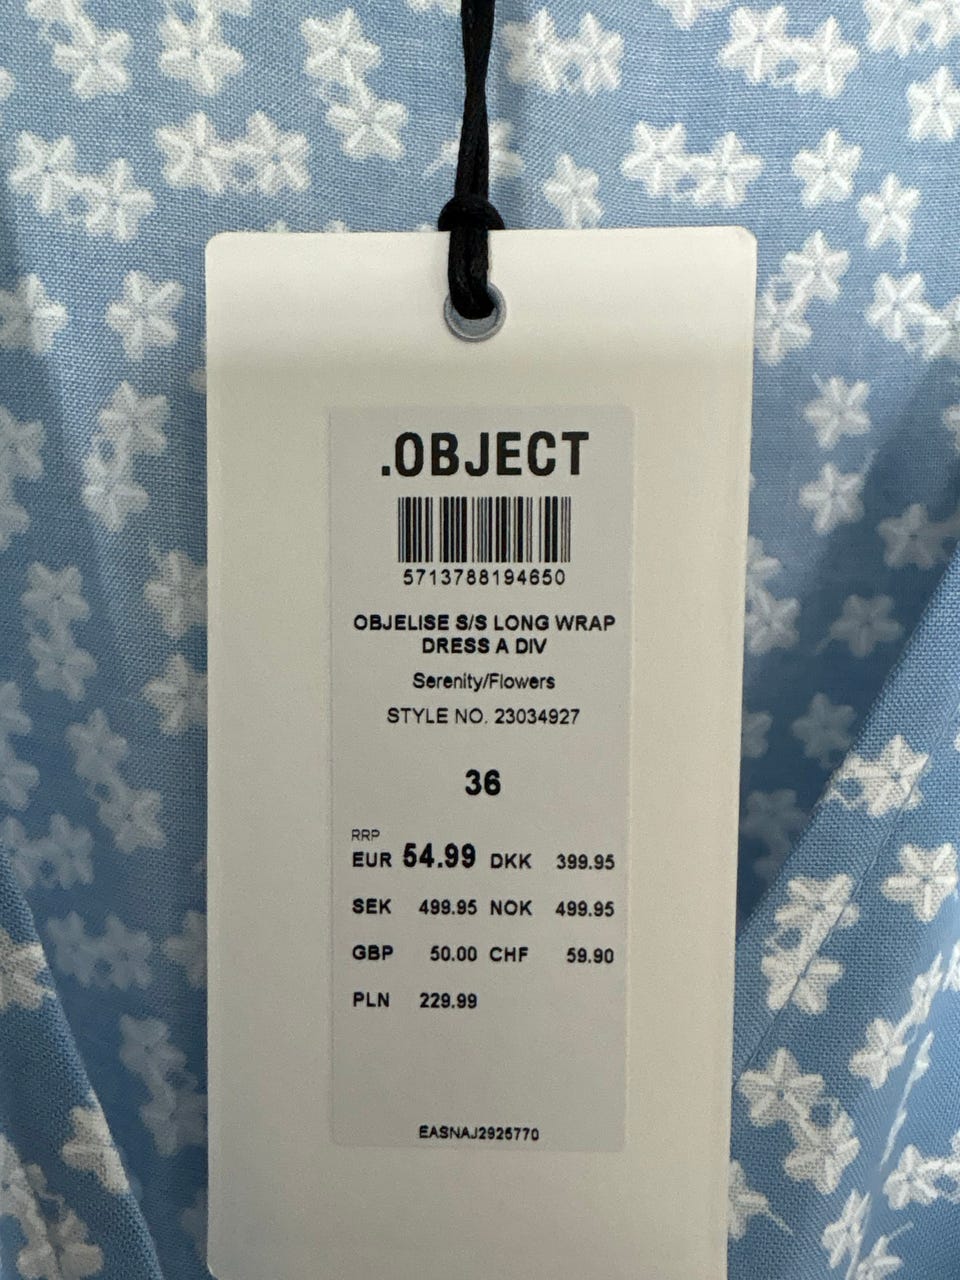 .OBJECT
5713788194650
OBJELISE S/S LONG WRAP
DRESS A DIV
Serenity/Flowers
STYLE NO. 23034927
36
RRP
EUR 54.99 DKK 399.95
SEK 499.95 NOK 499.95
GBP 50.00 CHF 59.90
PLN 229.99
EASNAJ2925770